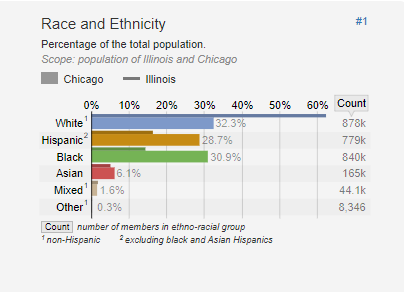 Race and Ethnicity #1
Percentage of the total population.
Scope: population of Illinois and Chicago
Chicago Illinois
0% 10% 20% 30% 40% 50% 60% Count
White¹ 32.3% 878k
Hispanic² 28.7% 779k
Black 30.9% 840k
Asian 6.1% 165k
Mixed¹ 1.6% 44.1k
Other¹ 0.3% 8,346
Count number of members in ethno-racial group
¹ non-Hispanic ² excluding black and Asian Hispanics